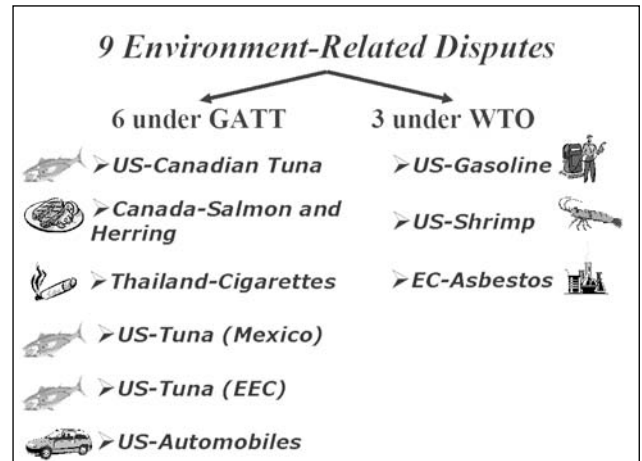 9 Environment-Related Disputes
6 under GATT
➢US-Canadian Tuna
➢Canada-Salmon and
Herring
➢Thailand-Cigarettes
➢US-Tuna (Mexico)
➢US-Tuna (EEC)
➢US-Automobiles
3 under WTO
➢US-Gasoline
➢US-Shrimp
➢EC-Asbestos